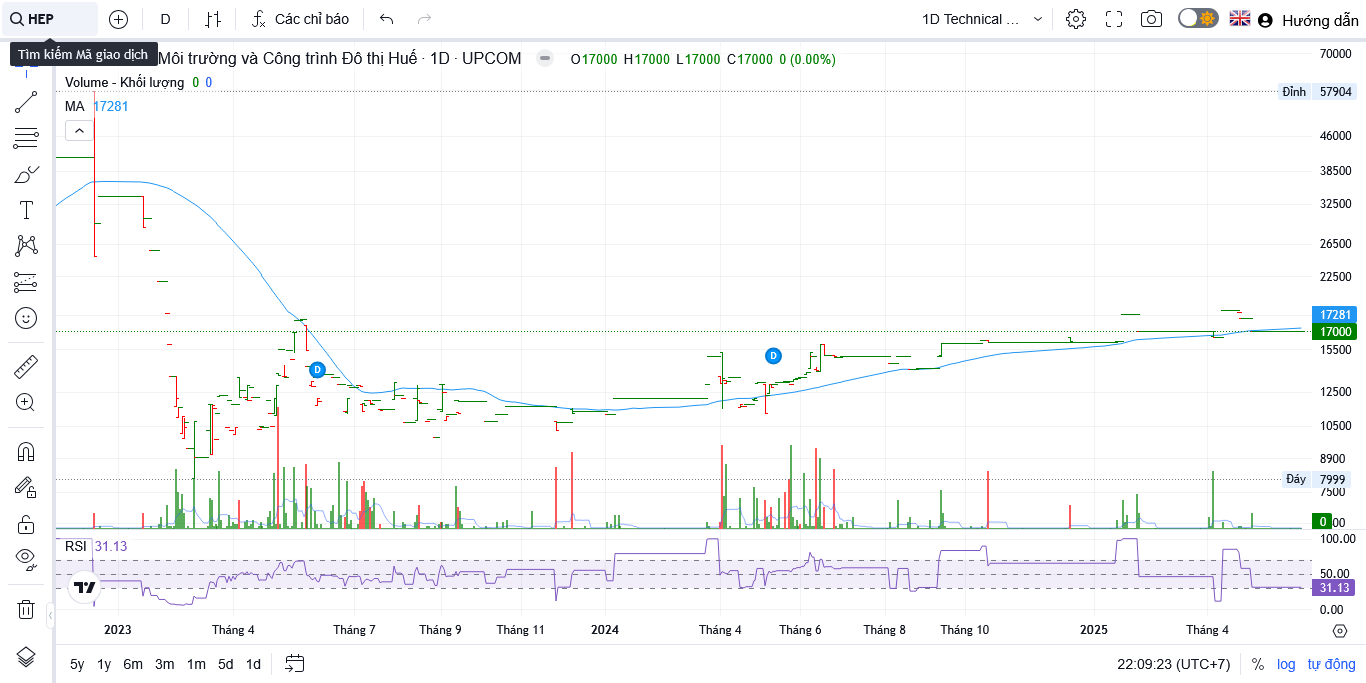 HEP
D
Các chỉ báo
1D Technical ...
Hướng dẫn
Tìm kiếm Mã giao dịch
Môi trường và Công trình Đô thị Huế · 1D · UPCOM
O17000 H17000 L17000 C17000 0 (0.00%)
Volume - Khối lượng 0 0
MA 17281
70000
Đỉnh 57904
46000
38500
32500
26500
22500
17281
17000
15500
12500
10500
8900
Đáy 7999
7500
0
00
D
D
RSI 31.13
100.00
50.00
31.13
0.00
2023 Tháng 4 Tháng 7 Tháng 9 Tháng 11 2024 Tháng 4 Tháng 6 Tháng 8 Tháng 10 2025 Tháng 4
5y 1y 6m 3m 1m 5d 1d
22:09:23 (UTC+7) % log tự động